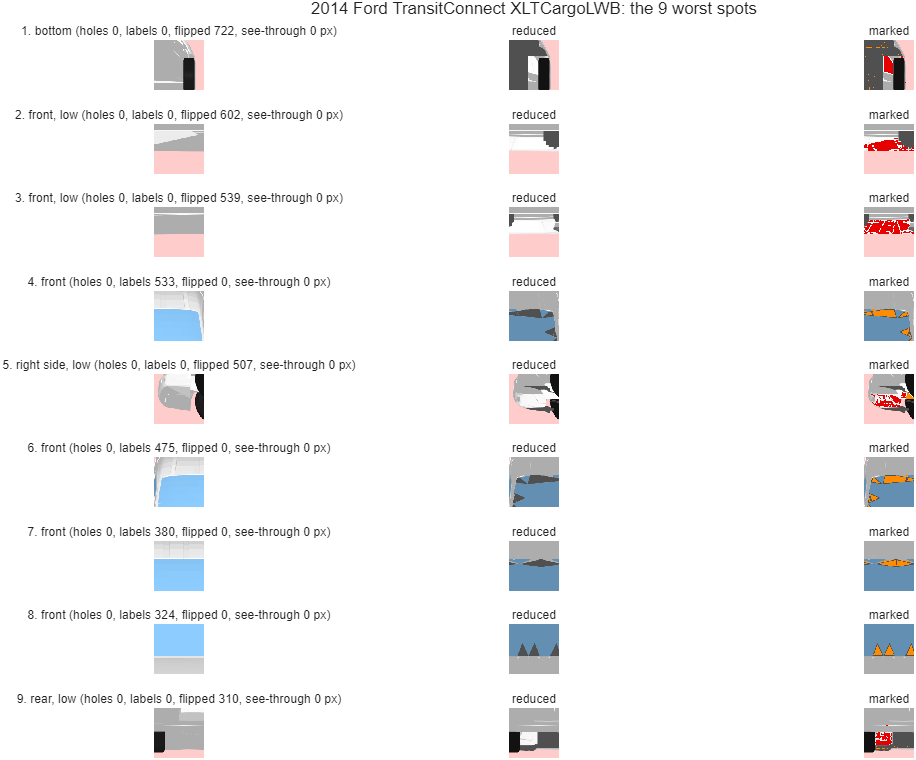 2014 Ford TransitConnect XLTCargoLWB: the 9 worst spots
1. bottom (holes 0, labels 0, flipped 722, see-through 0 px) reduced marked
2. front, low (holes 0, labels 0, flipped 602, see-through 0 px) reduced marked
3. front, low (holes 0, labels 0, flipped 539, see-through 0 px) reduced marked
4. front (holes 0, labels 533, flipped 0, see-through 0 px) reduced marked
5. right side, low (holes 0, labels 0, flipped 507, see-through 0 px) reduced marked
6. front (holes 0, labels 475, flipped 0, see-through 0 px) reduced marked
7. front (holes 0, labels 380, flipped 0, see-through 0 px) reduced marked
8. front (holes 0, labels 324, flipped 0, see-through 0 px) reduced marked
9. rear, low (holes 0, labels 0, flipped 310, see-through 0 px) reduced marked